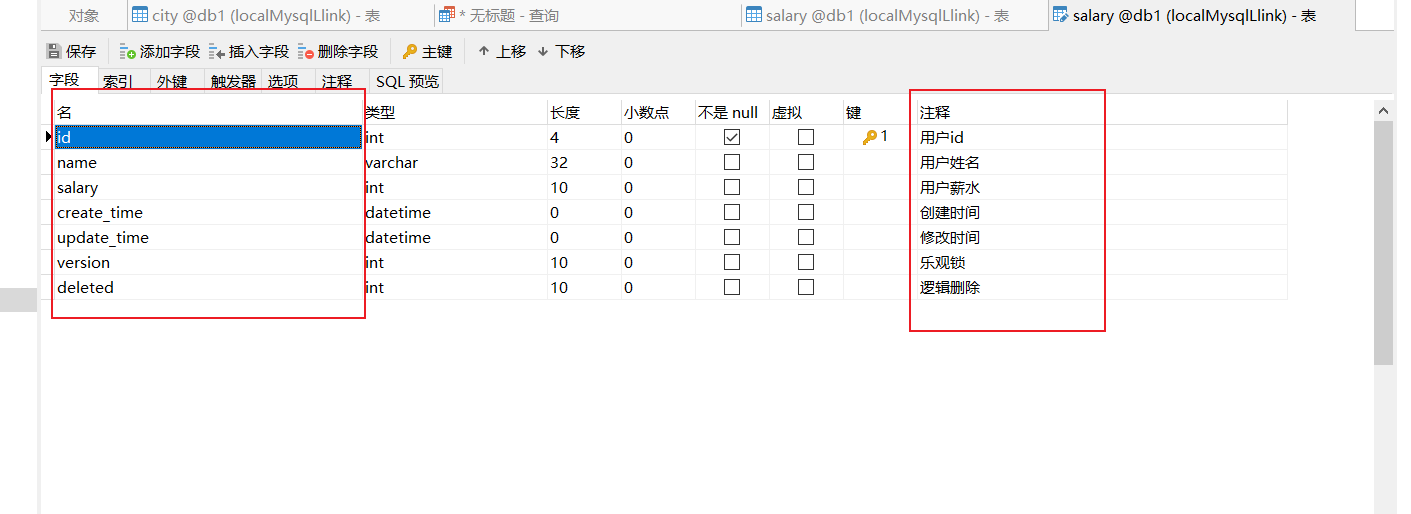 对象 city @db1 (localMysqlLlink) - 表 * 无标题 - 查询 salary @db1 (localMysqlLlink) - 表 salary @db1 (localMysqlLlink) - 表
保存 添加字段 插入字段 删除字段 主键 上移 下移
字段 索引 外键 触发器 选项 注释 SQL 预览
名 类型 长度 小数点 不是 null 虚拟 键 注释
id int 4 0 1 用户id
name varchar 32 0 用户姓名
salary int 10 0 用户薪水
create_time datetime 0 0 创建时间
update_time datetime 0 0 修改时间
version int 10 0 乐观锁
deleted int 10 0 逻辑删除